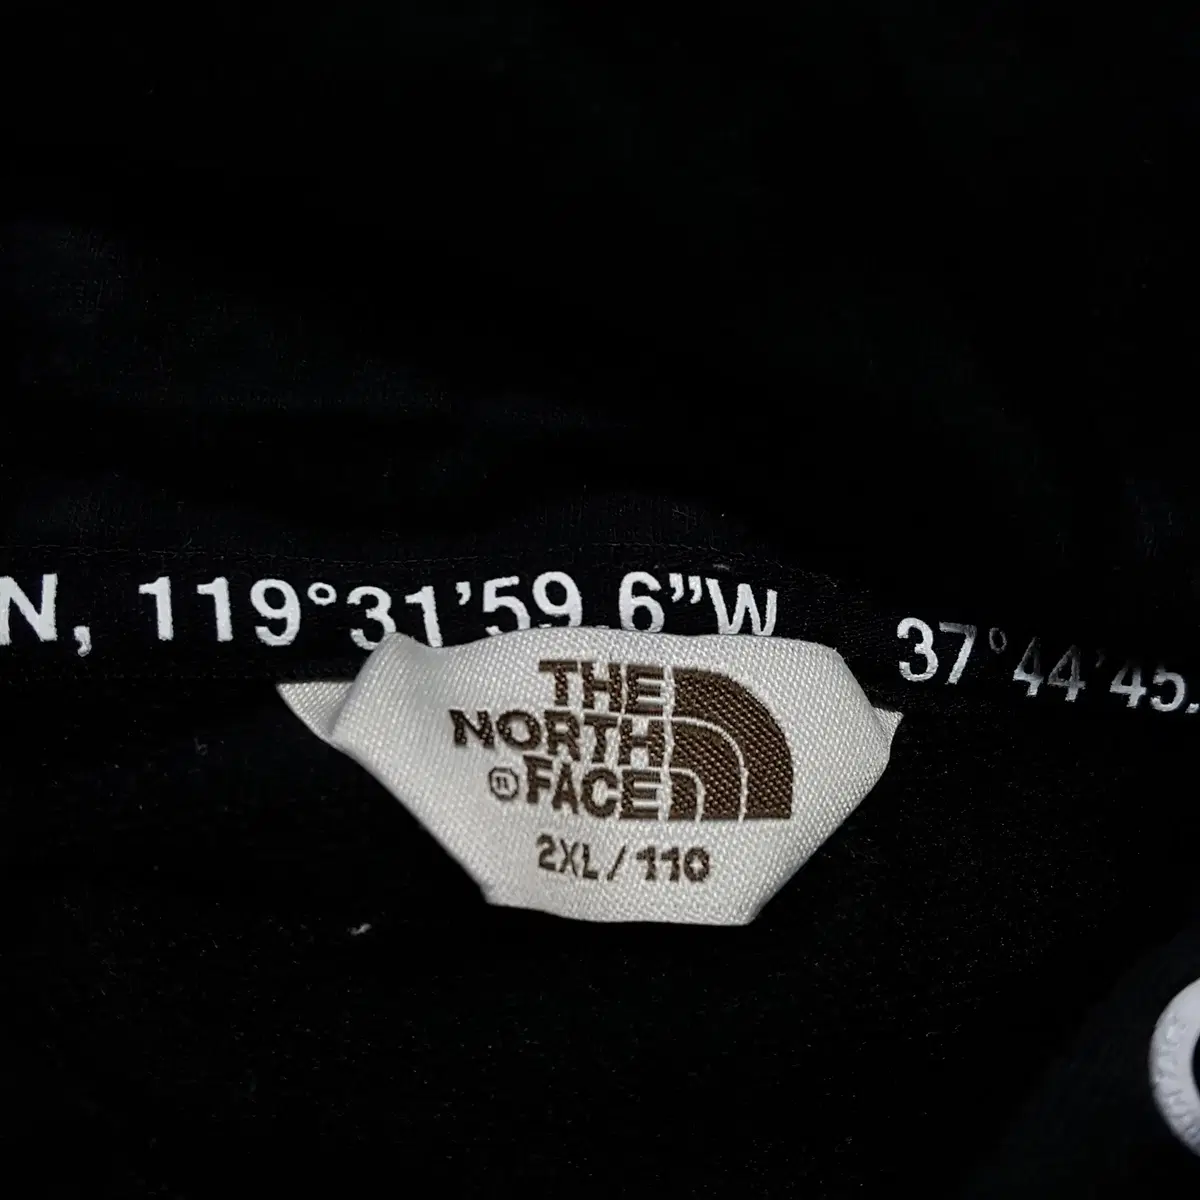 N, 119°31'59.6"W 37°44'45.
THE
NORTH
FACE
2XL / 110